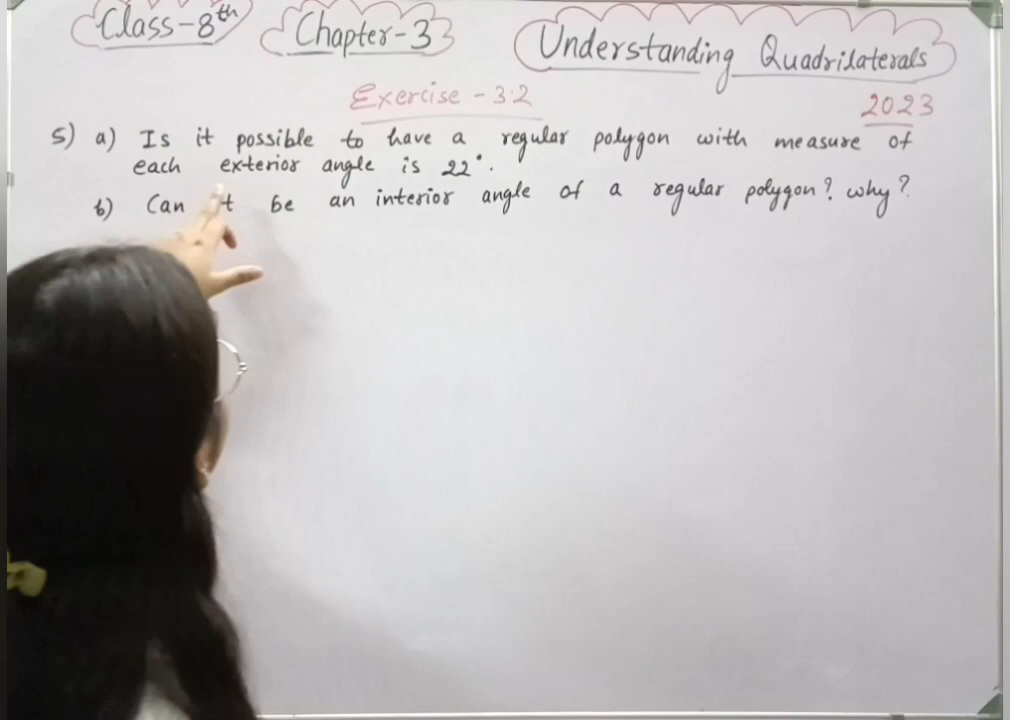 Class-8th Chapter-3 Understanding Quadrilaterals
Exercise - 3.2 2023
5) a) Is it possible to have a regular polygon with measure of
each exterior angle is 22°.
b) Can it be an interior angle of a regular polygon? why?